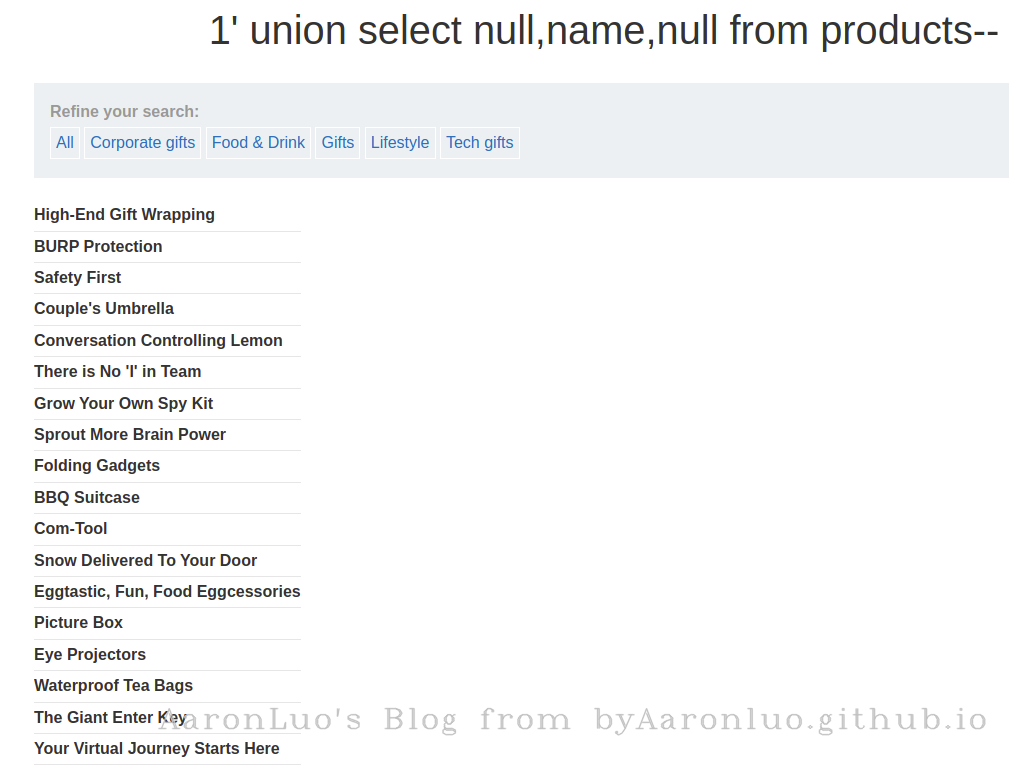 1' union select null,name,null from products--
Refine your search:
All Corporate gifts Food & Drink Gifts Lifestyle Tech gifts
High-End Gift Wrapping
BURP Protection
Safety First
Couple's Umbrella
Conversation Controlling Lemon
There is No 'I' in Team
Grow Your Own Spy Kit
Sprout More Brain Power
Folding Gadgets
BBQ Suitcase
Com-Tool
Snow Delivered To Your Door
Eggtastic, Fun, Food Eggcessories
Picture Box
Eye Projectors
Waterproof Tea Bags
The Giant Enter Key
AaronLuo's Blog from byAaronluo.github.io
Your Virtual Journey Starts Here